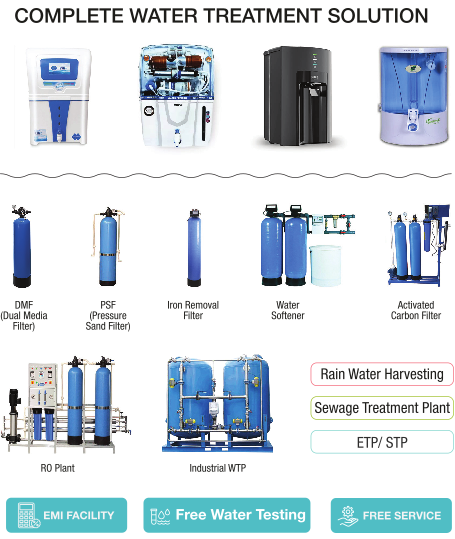 COMPLETE WATER TREATMENT SOLUTION
DMF
(Dual Media
Filter)
PSF
(Pressure
Sand Filter)
Iron Removal
Filter
Water
Softener
Activated
Carbon Filter
RO Plant
Industrial WTP
Rain Water Harvesting
Sewage Treatment Plant
ETP/ STP
EMI FACILITY
Free Water Testing
FREE SERVICE